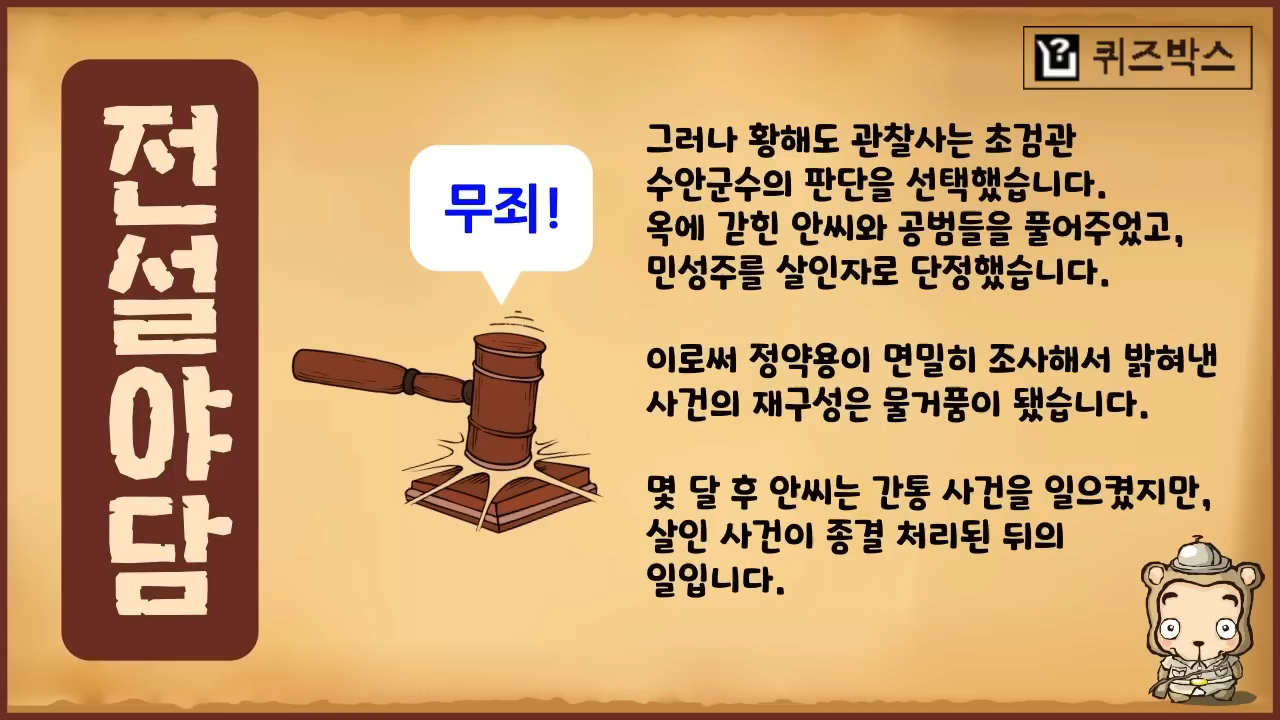 퀴즈박스
전설야담
무죄!
그러나 황해도 관찰사는 초검관
수안군수의 판단을 선택했습니다.
옥에 갇힌 안씨와 공범들을 풀어주었고,
민성주를 살인자로 단정했습니다.
이로써 정약용이 면밀히 조사해서 밝혀낸
사건의 재구성은 물거품이 됐습니다.
몇 달 후 안씨는 간통 사건을 일으켰지만,
살인 사건이 종결 처리된 뒤의
일입니다.